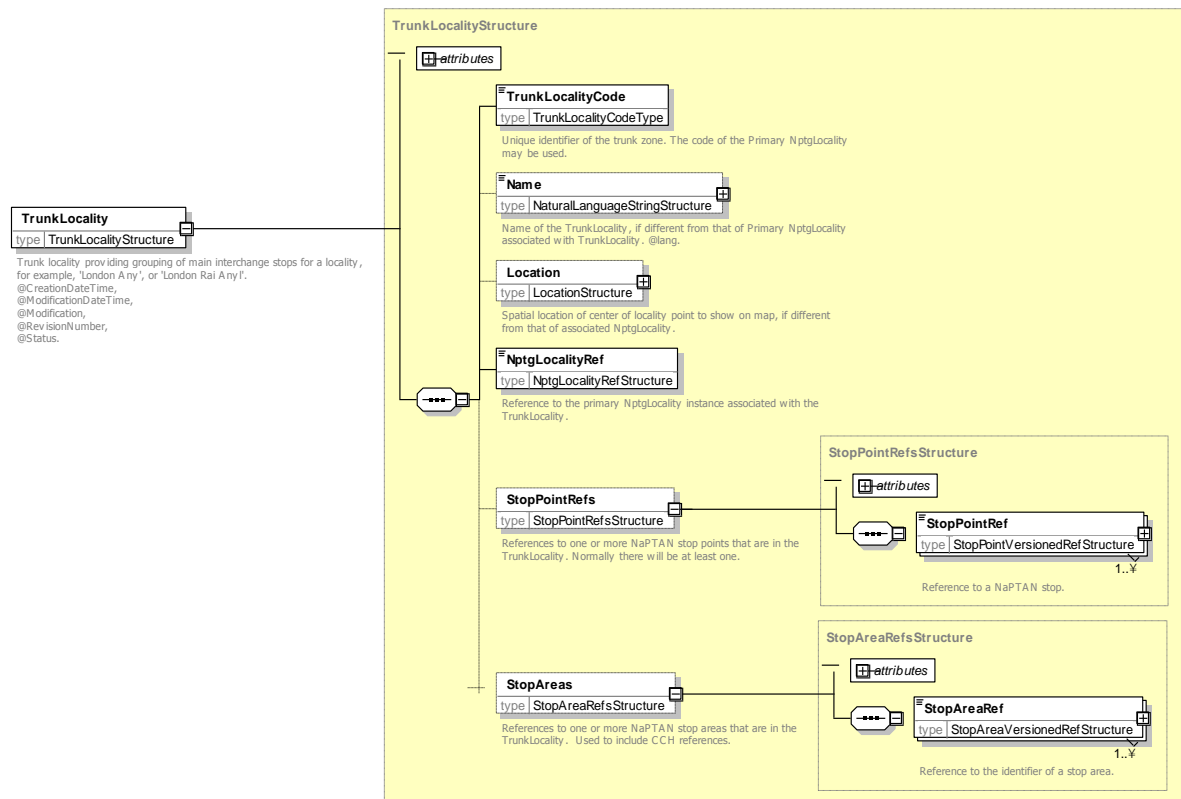 TrunkLocalityStructure
attributes
TrunkLocalityCode
type TrunkLocalityCodeType
Unique identifier of the trunk zone. The code of the Primary NptgLocality
may be used.
Name
type NaturalLanguageStringStructure
Name of the TrunkLocality, if different from that of Primary NptgLocality
associated with TrunkLocality. @lang.
TrunkLocality
type TrunkLocalityStructure
Trunk locality providing grouping of main interchange stops for a locality,
for example, 'London Any', or 'London Rai Anyl'.
@CreationDateTime,
@ModificationDateTime,
@Modification,
@RevisionNumber,
@Status.
Location
type LocationStructure
Spatial location of center of locality point to show on map, if different
from that of associated NptgLocality.
NptgLocalityRef
type NptgLocalityRefStructure
Reference to the primary NptgLocality instance associated with the
TrunkLocality.
StopPointRefs
type StopPointRefsStructure
References to one or more NaPTAN stop points that are in the
TrunkLocality. Normally there will be at least one.
StopPointRefsStructure
attributes
StopPointRef
type StopPointVersionedRefStructure
1..¥
Reference to a NaPTAN stop.
StopAreas
type StopAreaRefsStructure
References to one or more NaPTAN stop areas that are in the
TrunkLocality. Used to include CCH references.
StopAreaRefsStructure
attributes
StopAreaRef
type StopAreaVersionedRefStructure
1..¥
Reference to the identifier of a stop area.